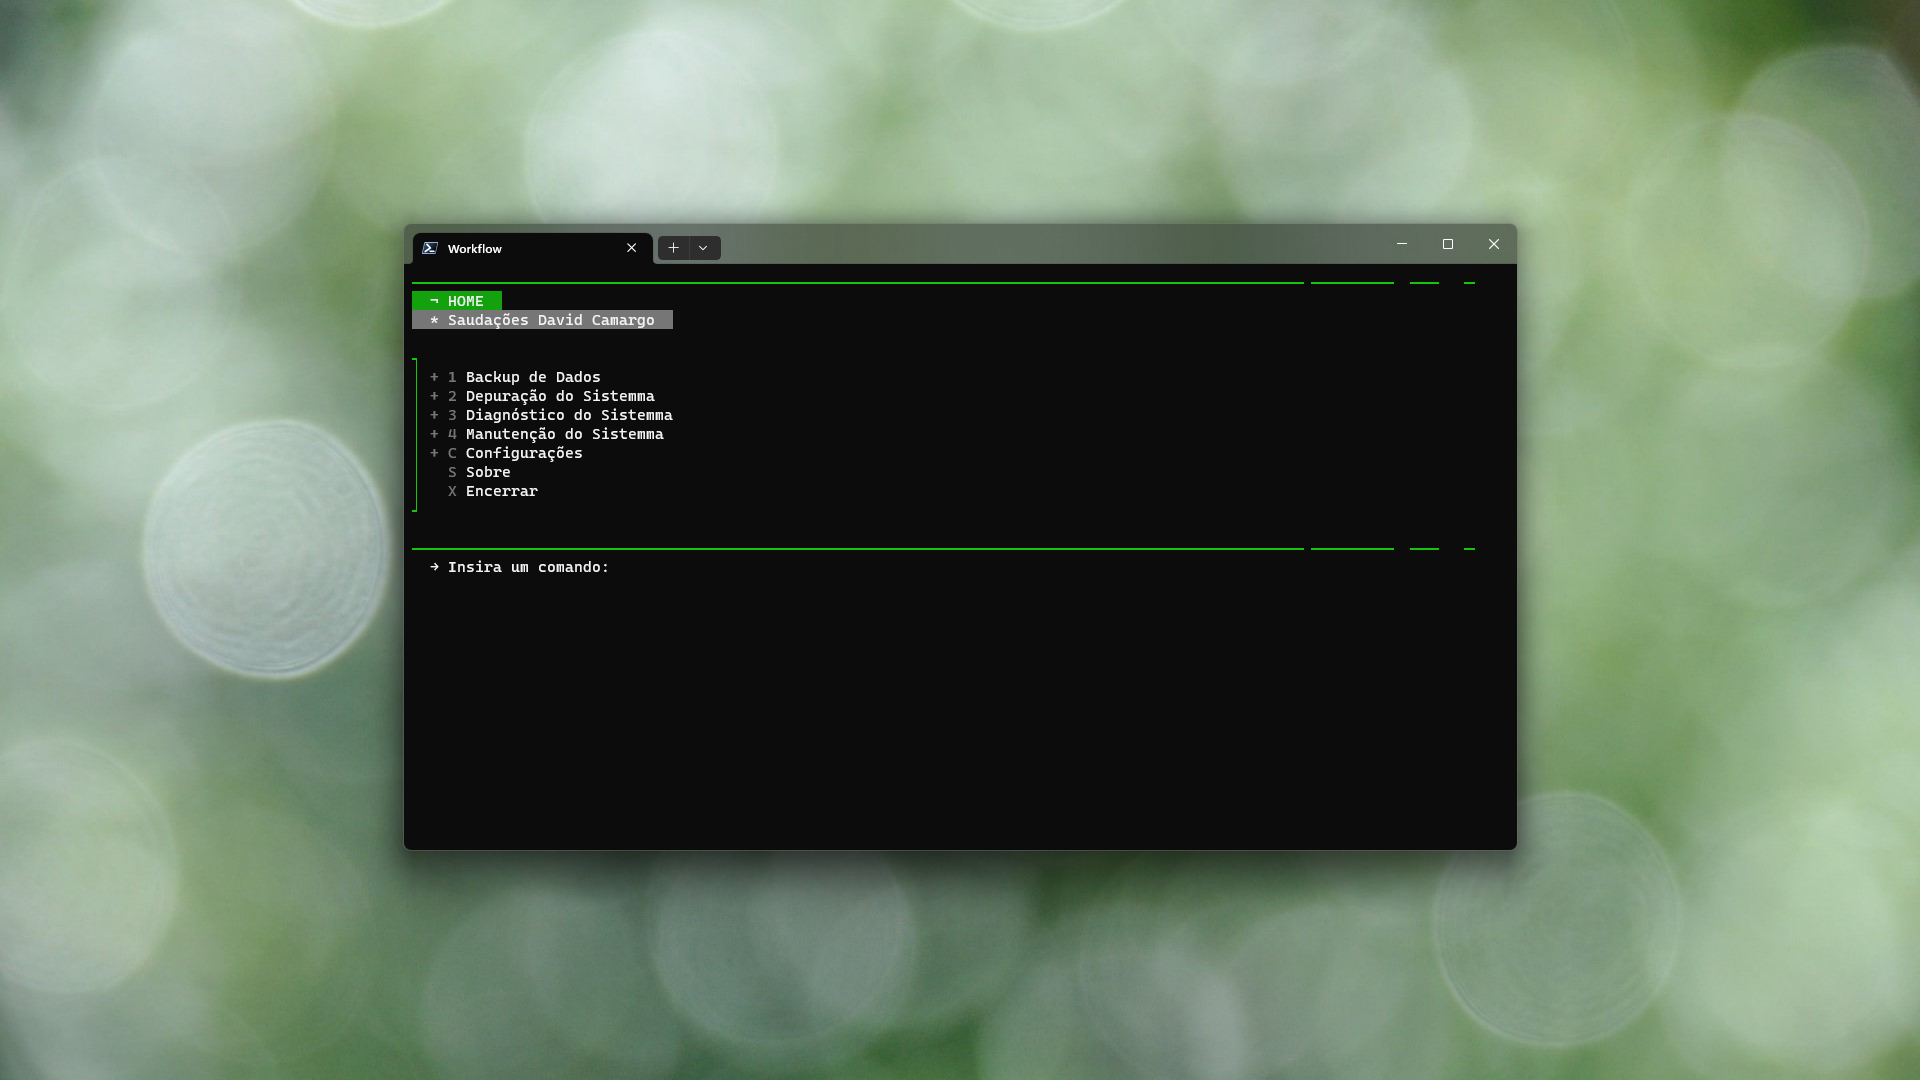 Workflow
¬ HOME
* Saudações David Camargo
+ 1 Backup de Dados
+ 2 Depuração do Sistemma
+ 3 Diagnóstico do Sistemma
+ 4 Manutenção do Sistemma
+ C Configurações
S Sobre
X Encerrar
→ Insira um comando: